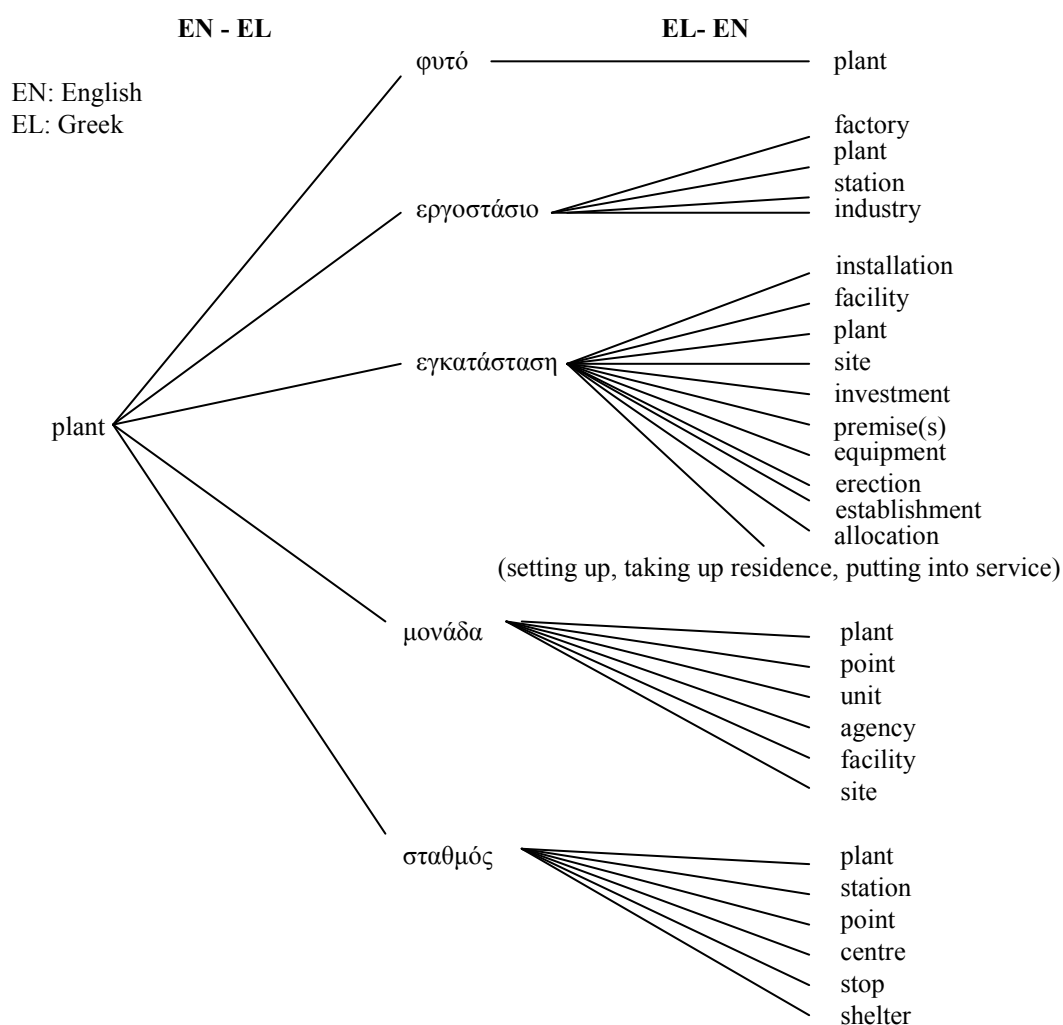 EN - EL
EL- EN
EN: English
EL: Greek
plant
φυτό
plant
εργοστάσιο
factory
plant
station
industry
εγκατάσταση
installation
facility
plant
site
investment
premise(s)
equipment
erection
establishment
allocation
(setting up, taking up residence, putting into service)
μονάδα
plant
point
unit
agency
facility
site
σταθμός
plant
station
point
centre
stop
shelter